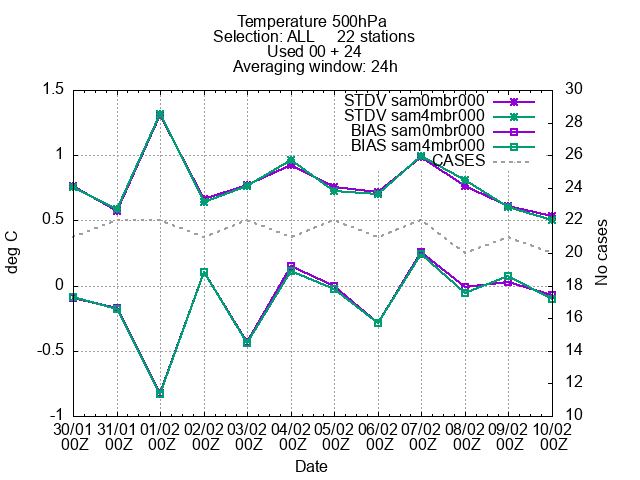 Temperature 500hPa
Selection: ALL 22 stations
Used 00 + 24
Averaging window: 24h
1.5
1
0.5
0
-0.5
-1
deg C
30
28
26
24
22
20
18
16
14
12
10
No cases
STDV sam0mbr000
STDV sam4mbr000
BIAS sam0mbr000
BIAS sam4mbr000
CASES
30/01 31/01 01/02 02/02 03/02 04/02 05/02 06/02 07/02 08/02 09/02 10/02
00Z 00Z 00Z 00Z 00Z 00Z 00Z 00Z 00Z 00Z 00Z 00Z
Date